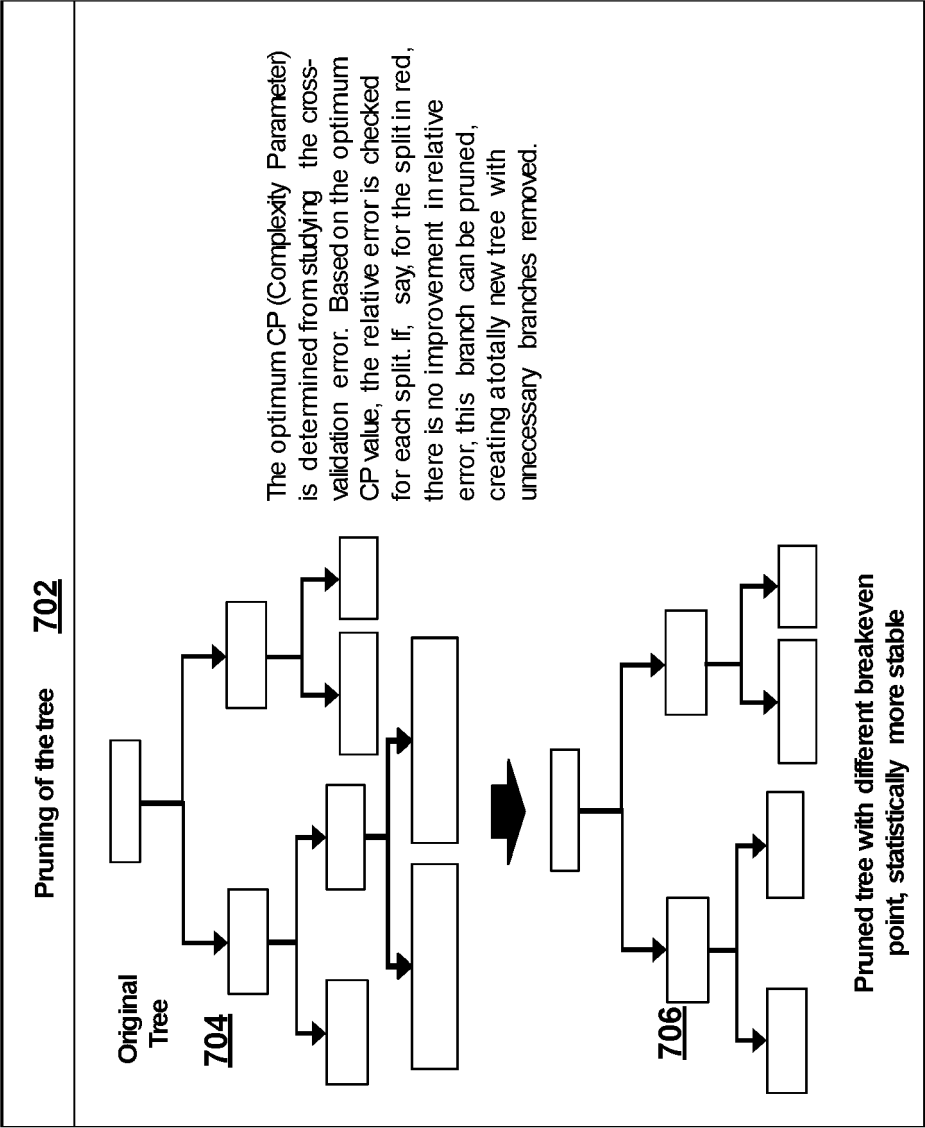 Pruning of the tree 702
Original
Tree
704
The optimum CP (Complexity Parameter)
is determined from studying the cross-
validation error. Based on the optimum
CP value, the relative error is checked
for each split. If, say, for the split in red,
there is no improvement in relative
error, this branch can be pruned,
creating atotally new tree with
unnecessary branches removed.
706
Pruned tree with different breakeven
point, statistically more stable